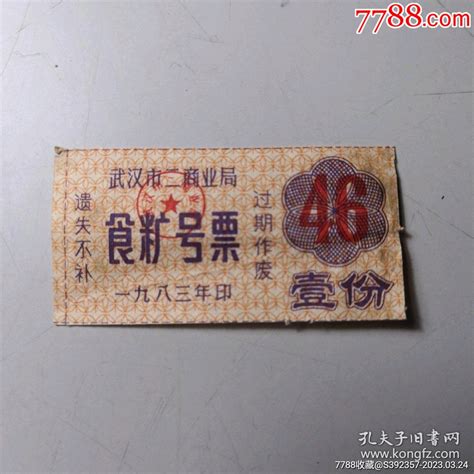 7788.com
武汉市二商业局
遗失不补
食粧号票
过期作废
一九八三年印
46
壹份
孔夫子旧书网
www.kongfz.com
7788收藏@S392357-2023.03.24